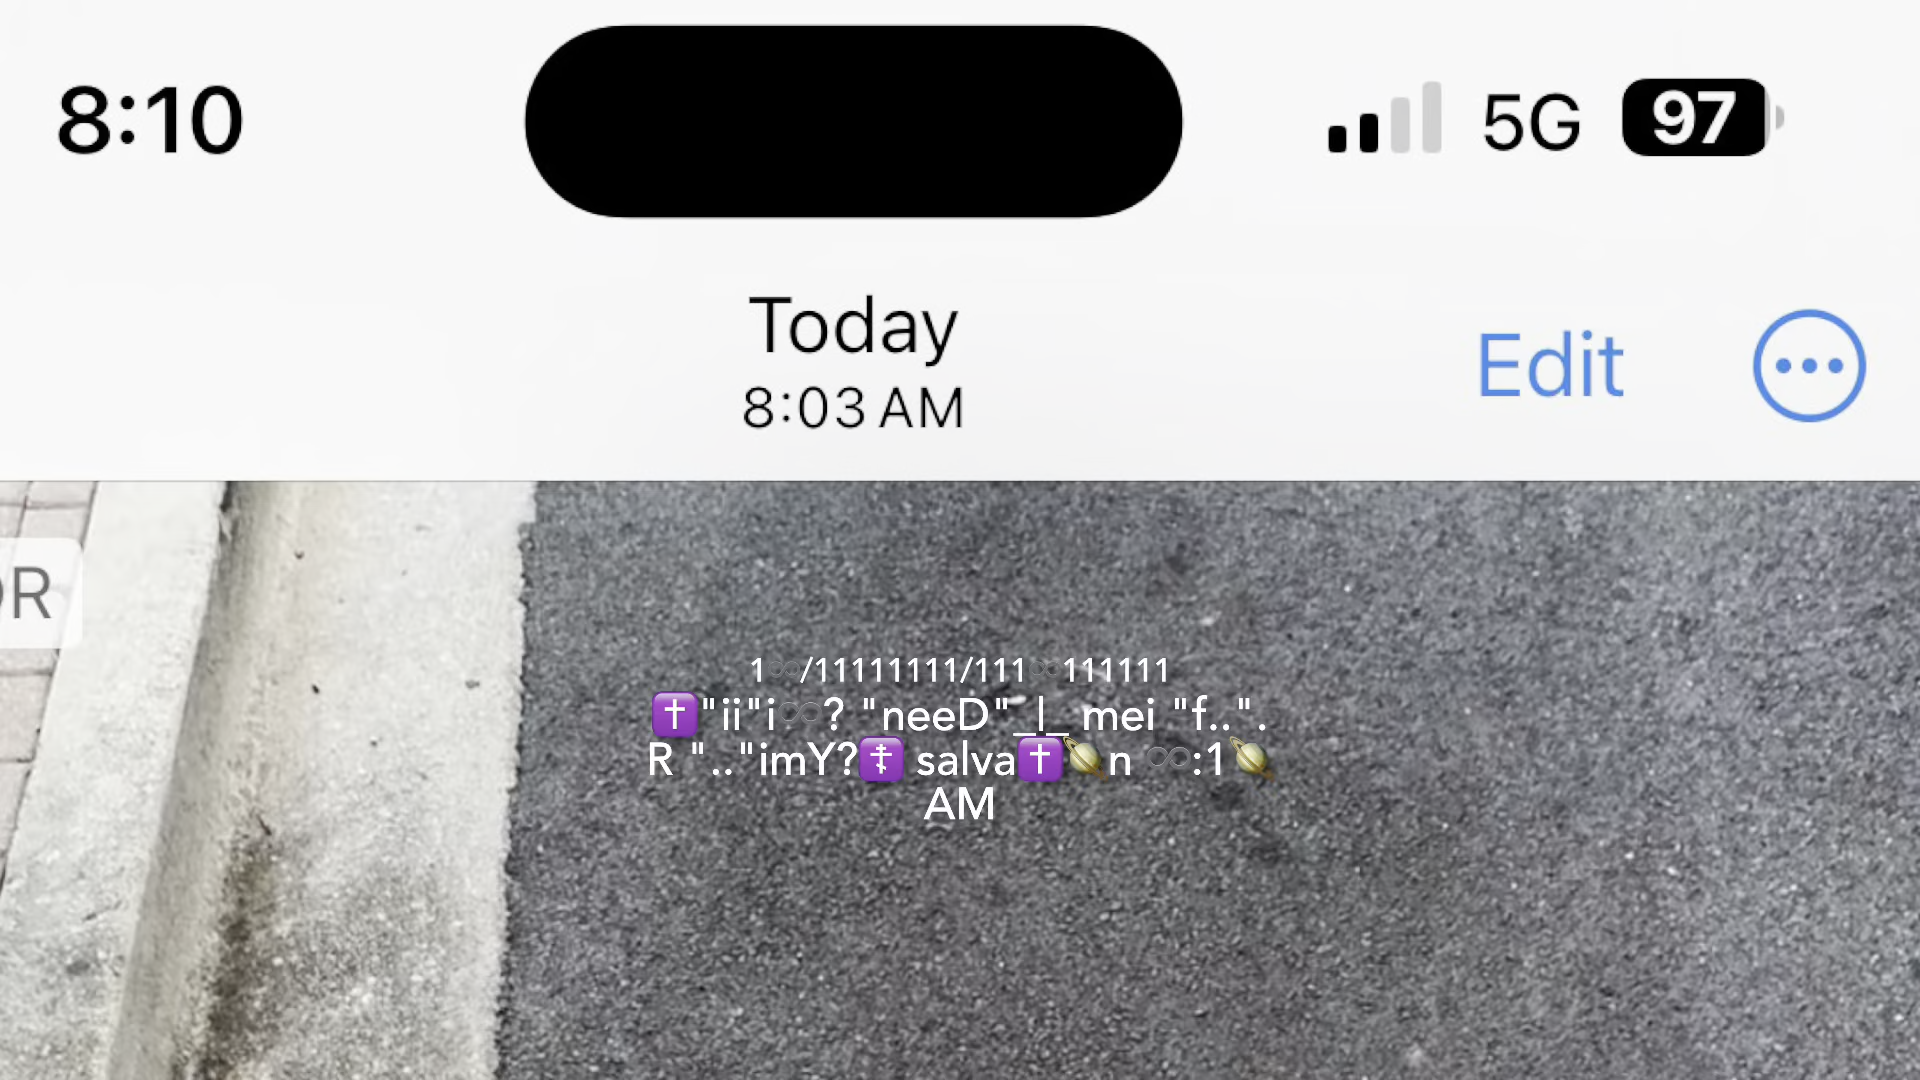 8:10 5G 97
Today
Edit
8:03 AM
1♾️/11111111/111♾️111111
✝️"ii"i♾️? "neeD"_|_ mei "f..".
R ".."imY?☦️ salva✝️🪐n ♾️:1🪐
AM